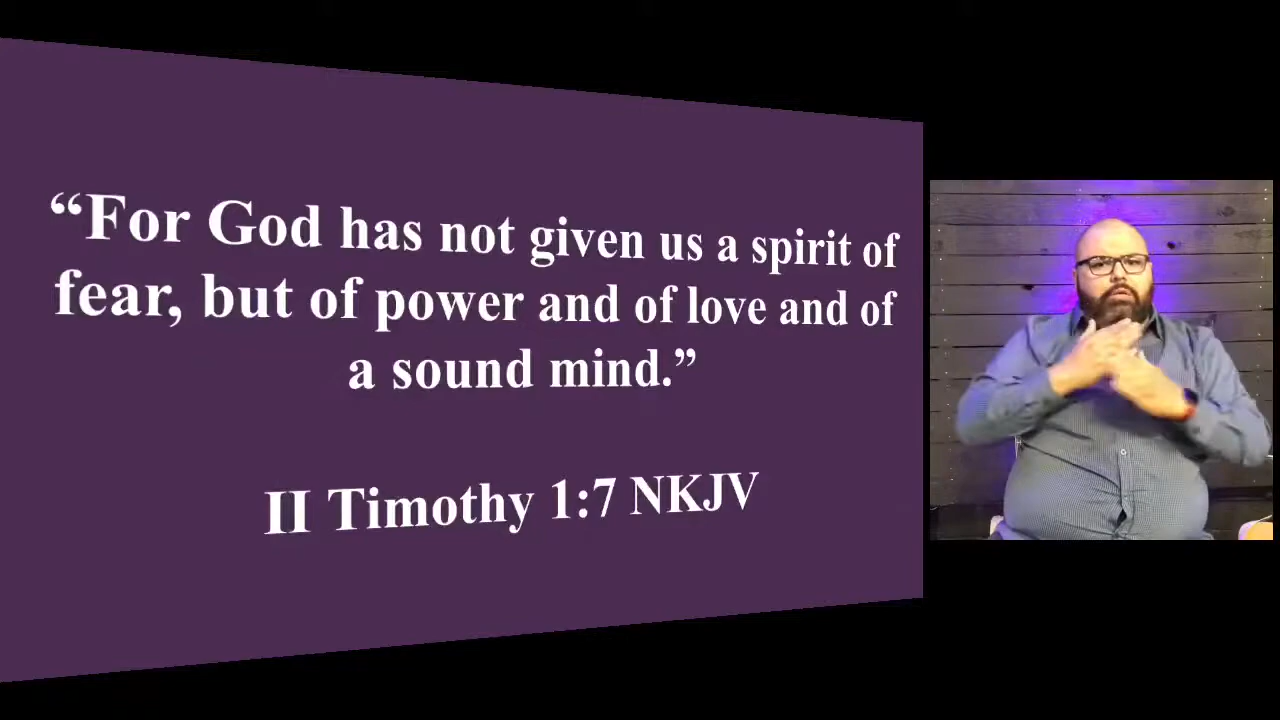 “For God has not given us a spirit of
fear, but of power and of love and of
a sound mind.”
II Timothy 1:7 NKJV